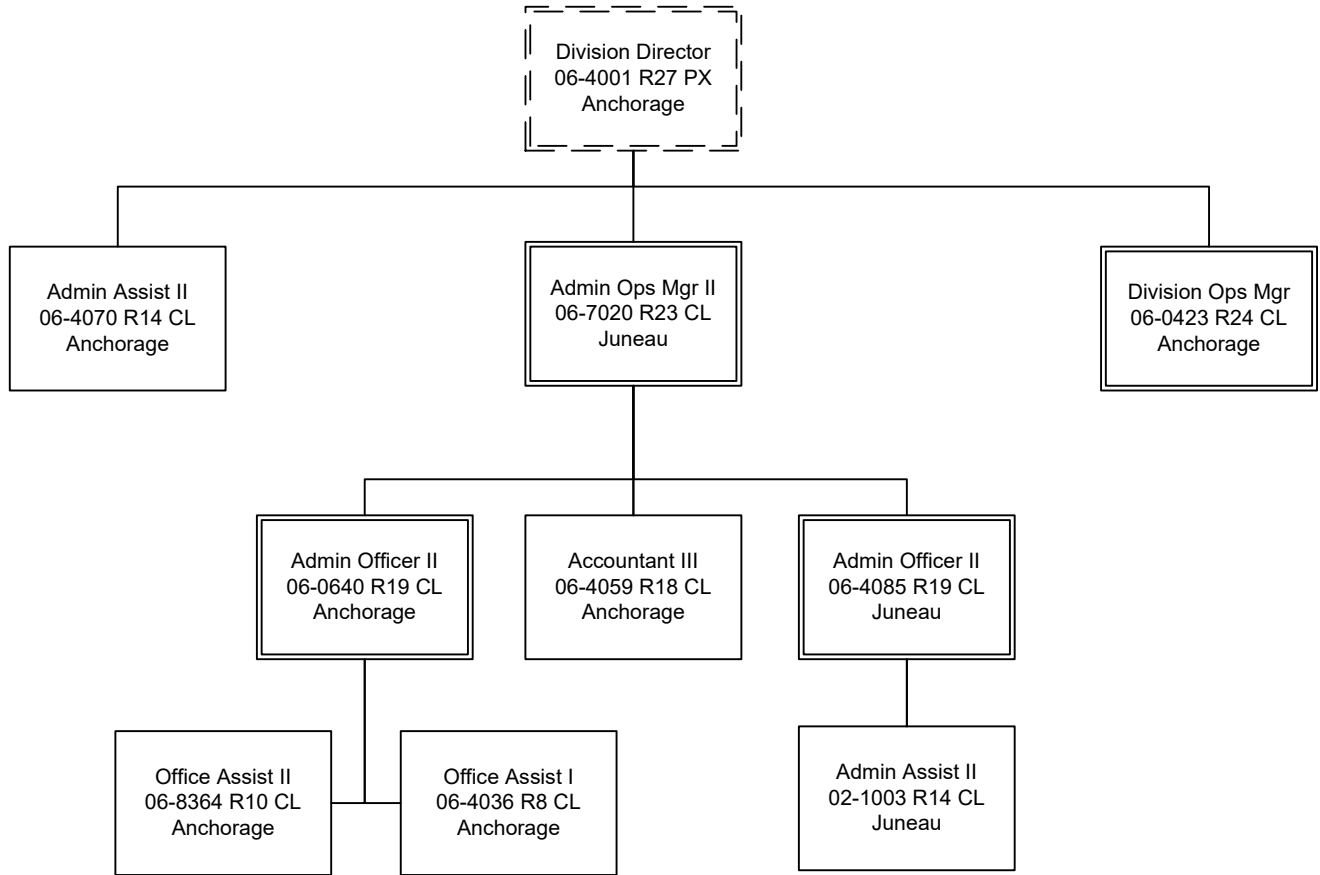 Division Director
06-4001 R27 PX
Anchorage
Admin Assist II
06-4070 R14 CL
Anchorage
Admin Ops Mgr II
06-7020 R23 CL
Juneau
Division Ops Mgr
06-0423 R24 CL
Anchorage
Admin Officer II
06-0640 R19 CL
Anchorage
Accountant III
06-4059 R18 CL
Anchorage
Admin Officer II
06-4085 R19 CL
Juneau
Office Assist II
06-8364 R10 CL
Anchorage
Office Assist I
06-4036 R8 CL
Anchorage
Admin Assist II
02-1003 R14 CL
Juneau